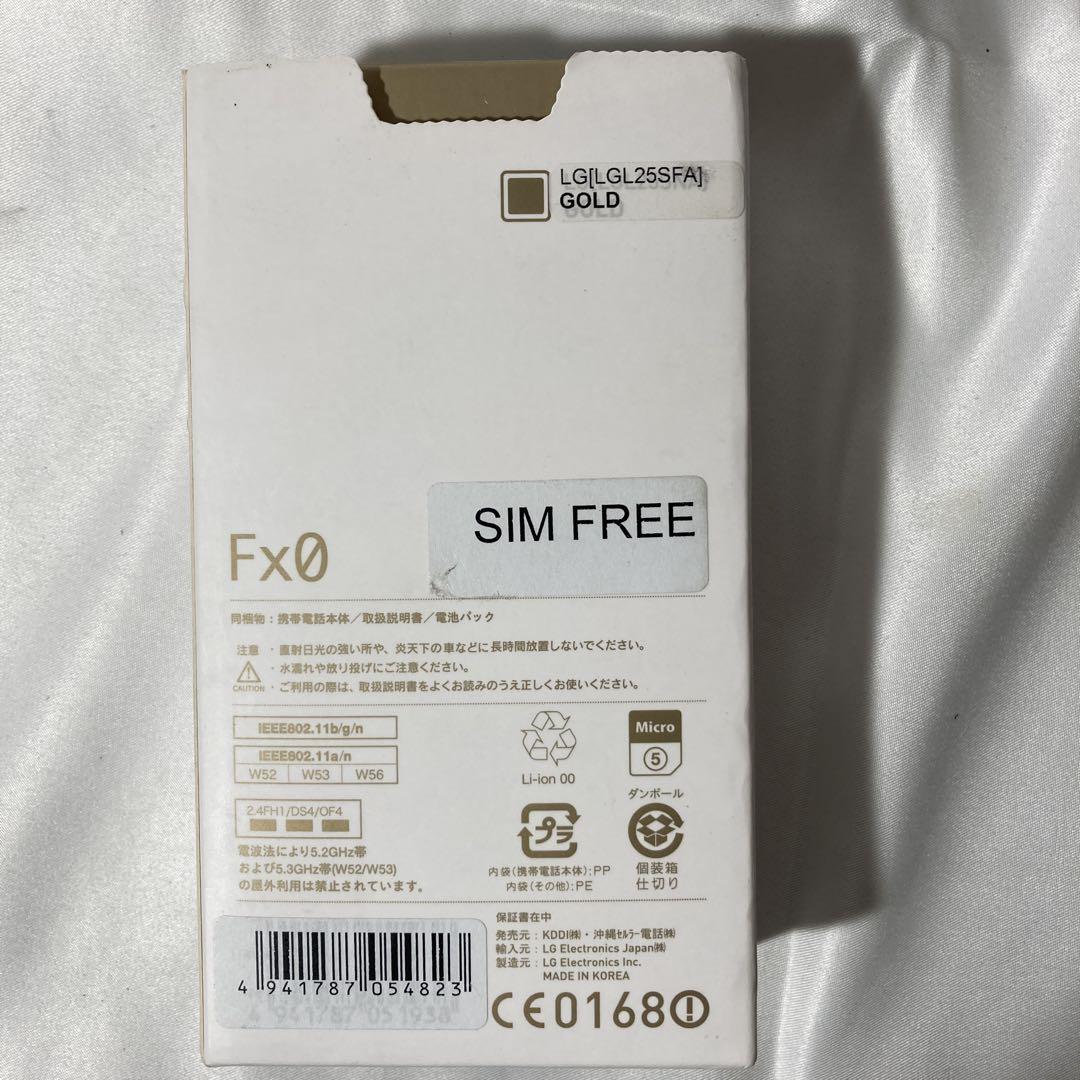 LG[LGL25SFA]
GOLD
SIM FREE
Fx0
同梱物：携帯電話本体／取扱説明書／電池パック
注意 ・直射日光の強い所や、炎天下の車などに長時間放置しないでください。
・水濡れや放り投げにご注意ください。
CAUTION ・ご利用の際は、取扱説明書をよくお読みのうえ正しくお使いください。
IEEE802.11b/g/n
IEEE802.11a/n
W52 W53 W56
2.4FH1/DS4/OF4
電波法により5.2GHz帯
および5.3GHz帯(W52/W53)
の屋外利用は禁止されています。
Li-ion 00
Micro
5
ダンボール
プラ
内袋(携帯電話本体):PP
内袋(その他):PE
個装箱
仕切り
保証書在中
発売元：KDDI㈱・沖縄ｾﾙﾗｰ電話㈱
輸入元：LG Electronics Japan㈱
製造元：LG Electronics Inc.
MADE IN KOREA
4 941787 054823
4 941787 051938
CE0168